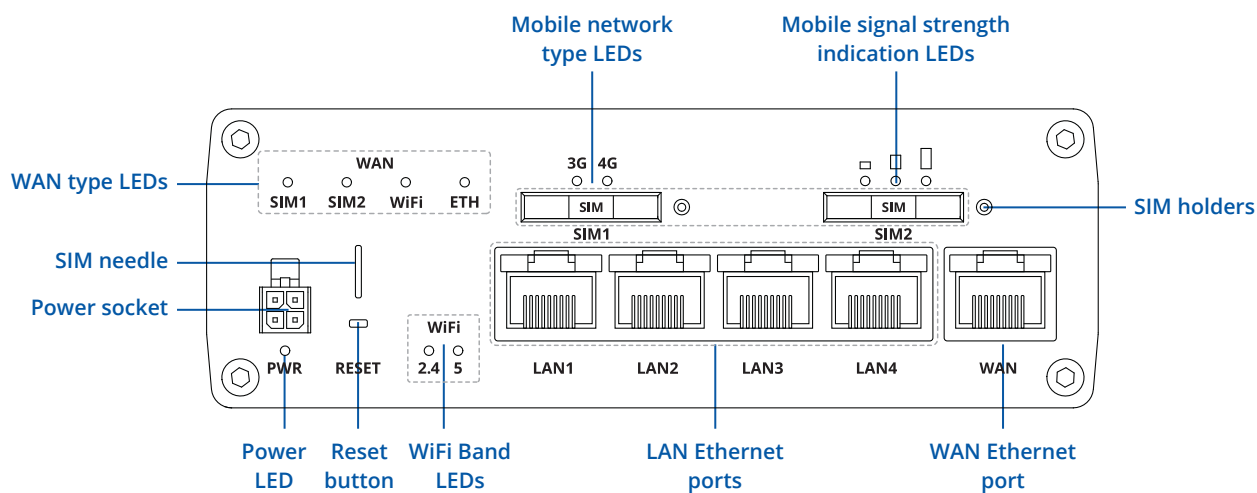 Mobile network
type LEDs
Mobile signal strength
indication LEDs
WAN type LEDs
WAN
SIM1 SIM2 WiFi ETH
3G 4G
SIM
SIM1
SIM
SIM2
SIM holders
SIM needle
Power socket
PWR
RESET
WiFi
2.4 5
LAN1 LAN2 LAN3 LAN4
WAN
Power
LED
Reset
button
WiFi Band
LEDs
LAN Ethernet
ports
WAN Ethernet
port